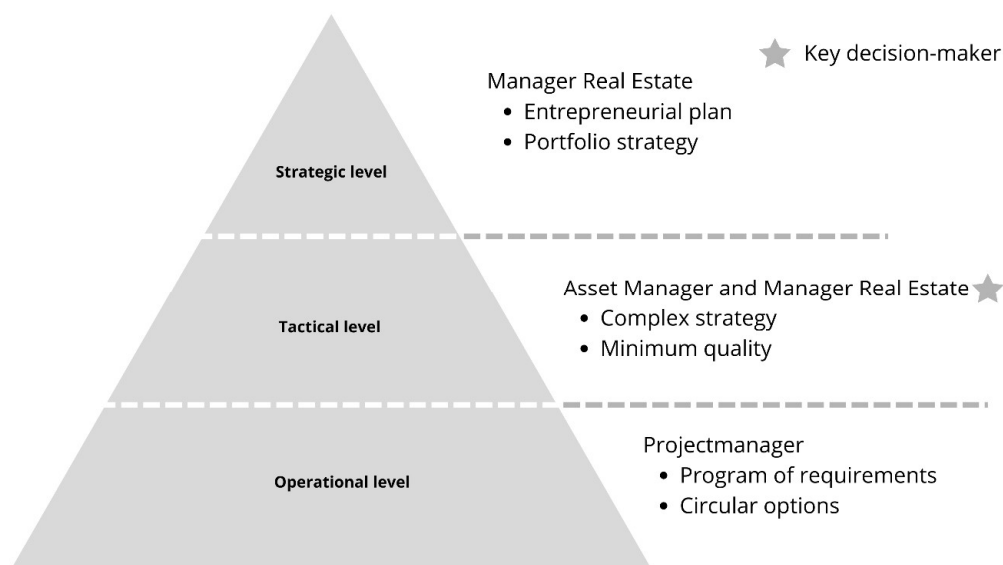 Key decision-maker
Manager Real Estate
• Entrepreneurial plan
• Portfolio strategy
Strategic level
Asset Manager and Manager Real Estate
• Complex strategy
• Minimum quality
Tactical level
Projectmanager
• Program of requirements
• Circular options
Operational level